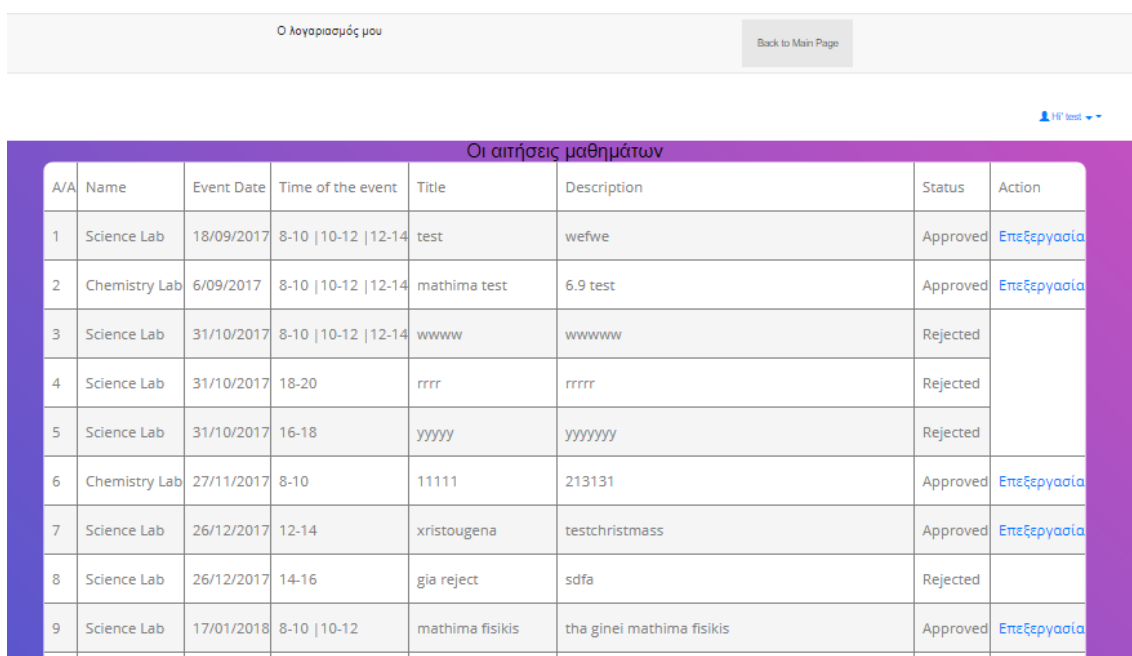 Ο λογαριασμός μου
Back to Main Page
Hi' test
Οι αιτήσεις μαθημάτων
A/A Name Event Date Time of the event Title Description Status Action
1 Science Lab 18/09/2017 8-10 |10-12 |12-14 test wefwe Approved Επεξεργασία
2 Chemistry Lab 6/09/2017 8-10 |10-12 |12-14 mathima test 6.9 test Approved Επεξεργασία
3 Science Lab 31/10/2017 8-10 |10-12 |12-14 wwww wwwww Rejected
4 Science Lab 31/10/2017 18-20 rrrr rrrrr Rejected
5 Science Lab 31/10/2017 16-18 yyyyy yyyyyyy Rejected
6 Chemistry Lab 27/11/2017 8-10 11111 213131 Approved Επεξεργασία
7 Science Lab 26/12/2017 12-14 xristougena testchristmass Approved Επεξεργασία
8 Science Lab 26/12/2017 14-16 gia reject sdfa Rejected
9 Science Lab 17/01/2018 8-10 |10-12 mathima fisikis tha ginei mathima fisikis Approved Επεξεργασία